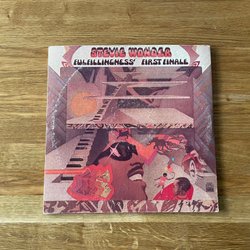 STEVIE WONDER
FULFILLINGNESS' FIRST FINALE